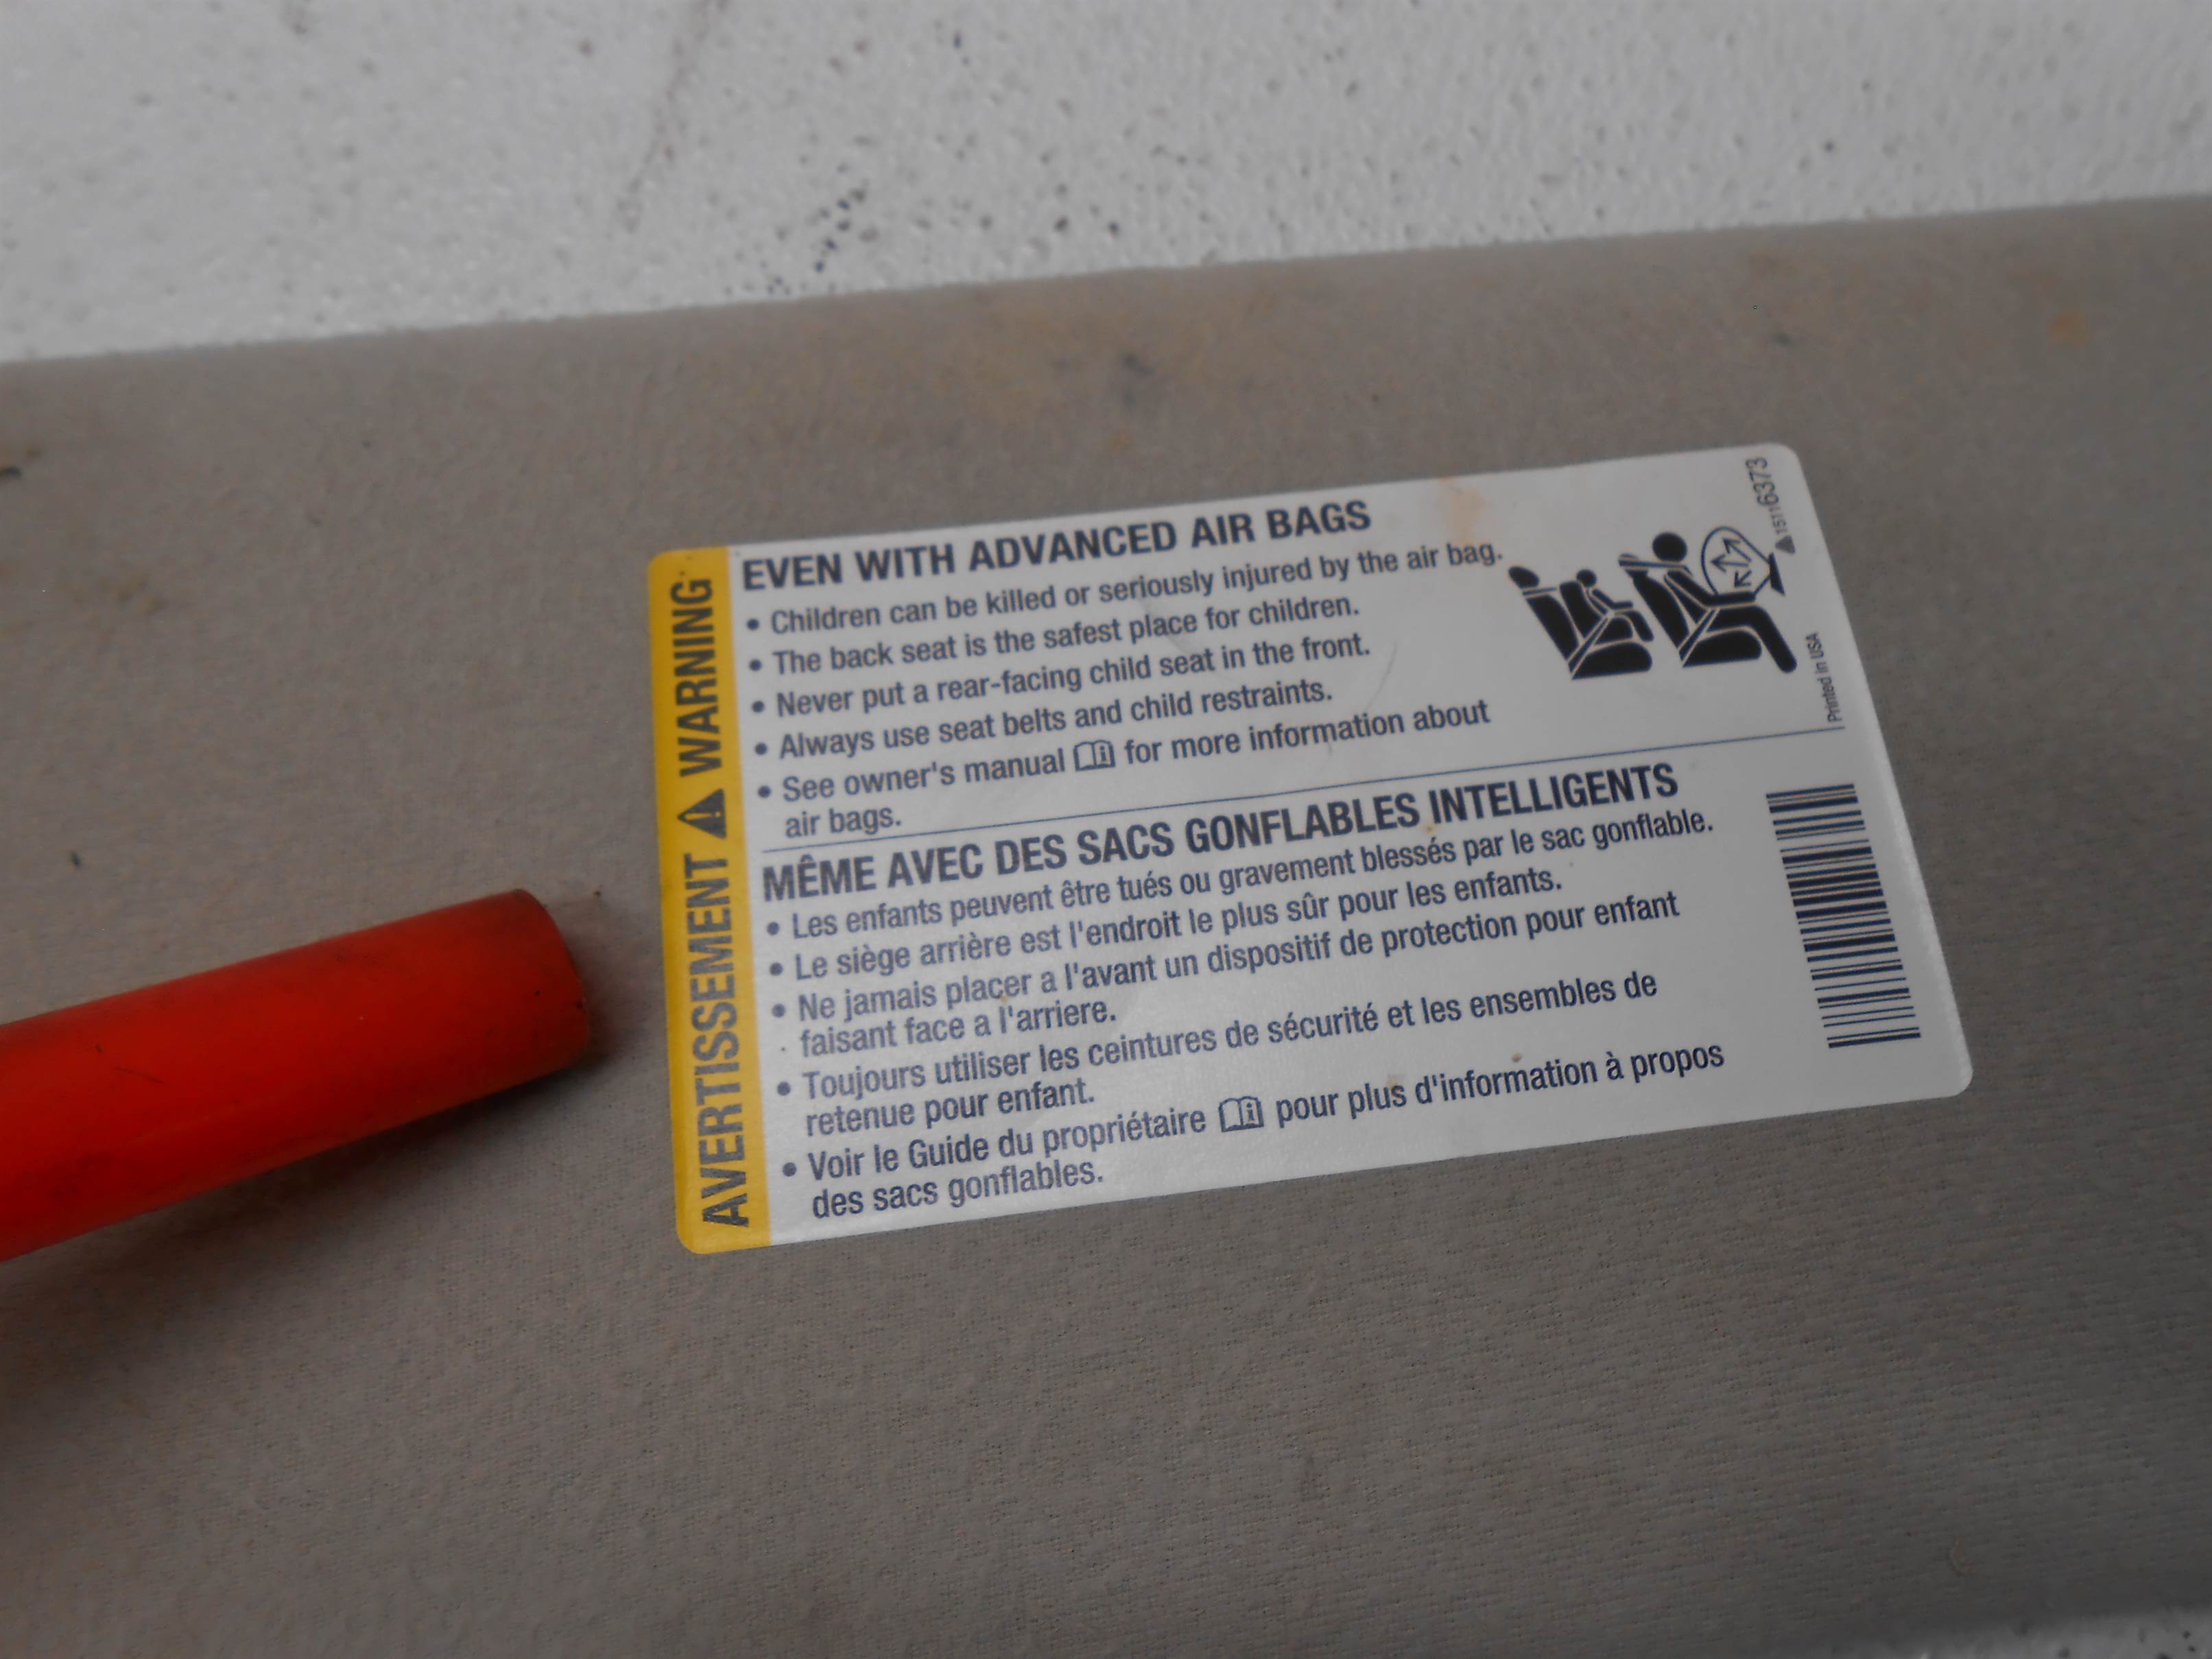 AVERTISSEMENT WARNING
EVEN WITH ADVANCED AIR BAGS
• Children can be killed or seriously injured by the air bag.
• The back seat is the safest place for children.
• Never put a rear-facing child seat in the front.
• Always use seat belts and child restraints.
• See owner's manual for more information about
air bags.
15116373
Printed in USA
MÊME AVEC DES SACS GONFLABLES INTELLIGENTS
• Les enfants peuvent être tués ou gravement blessés par le sac gonflable.
• Le siège arrière est l'endroit le plus sûr pour les enfants.
• Ne jamais placer a l'avant un dispositif de protection pour enfant
faisant face a l'arriere.
• Toujours utiliser les ceintures de sécurité et les ensembles de
retenue pour enfant.
• Voir le Guide du propriétaire pour plus d'information à propos
des sacs gonflables.